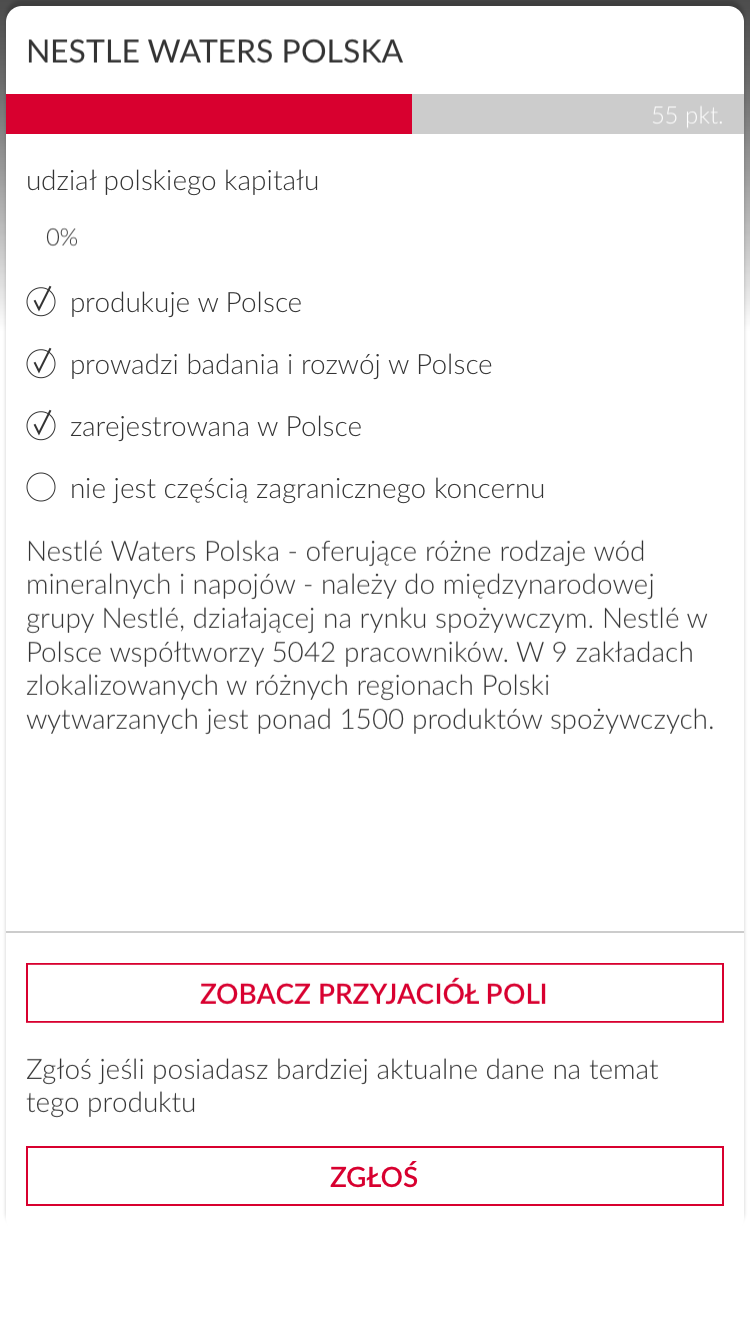 NESTLE WATERS POLSKA
55 pkt.
udział polskiego kapitału
0%
produkuje w Polsce
prowadzi badania i rozwój w Polsce
zarejestrowana w Polsce
nie jest częścią zagranicznego koncernu
Nestlé Waters Polska - oferujące różne rodzaje wód
mineralnych i napojów - należy do międzynarodowej
grupy Nestlé, działającej na rynku spożywczym. Nestlé w
Polsce współtworzy 5042 pracowników. W 9 zakładach
zlokalizowanych w różnych regionach Polski
wytwarzanych jest ponad 1500 produktów spożywczych.
ZOBACZ PRZYJACIÓŁ POLI
Zgłoś jeśli posiadasz bardziej aktualne dane na temat
tego produktu
ZGŁOŚ